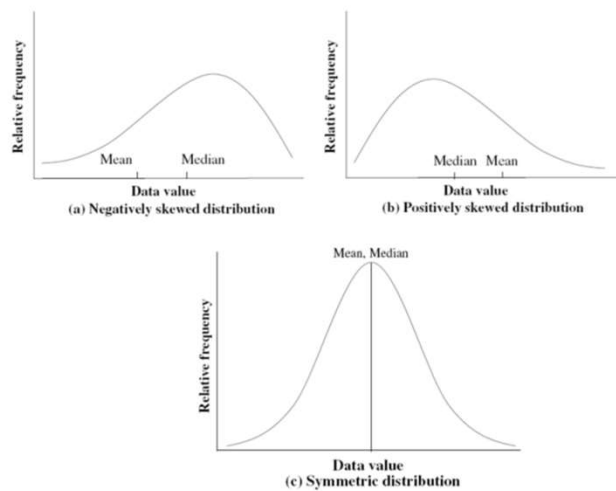 Relative frequency
Mean Median
Data value
(a) Negatively skewed distribution
Relative frequency
Median Mean
Data value
(b) Positively skewed distribution
Mean, Median
Relative frequency
Data value
(c) Symmetric distribution